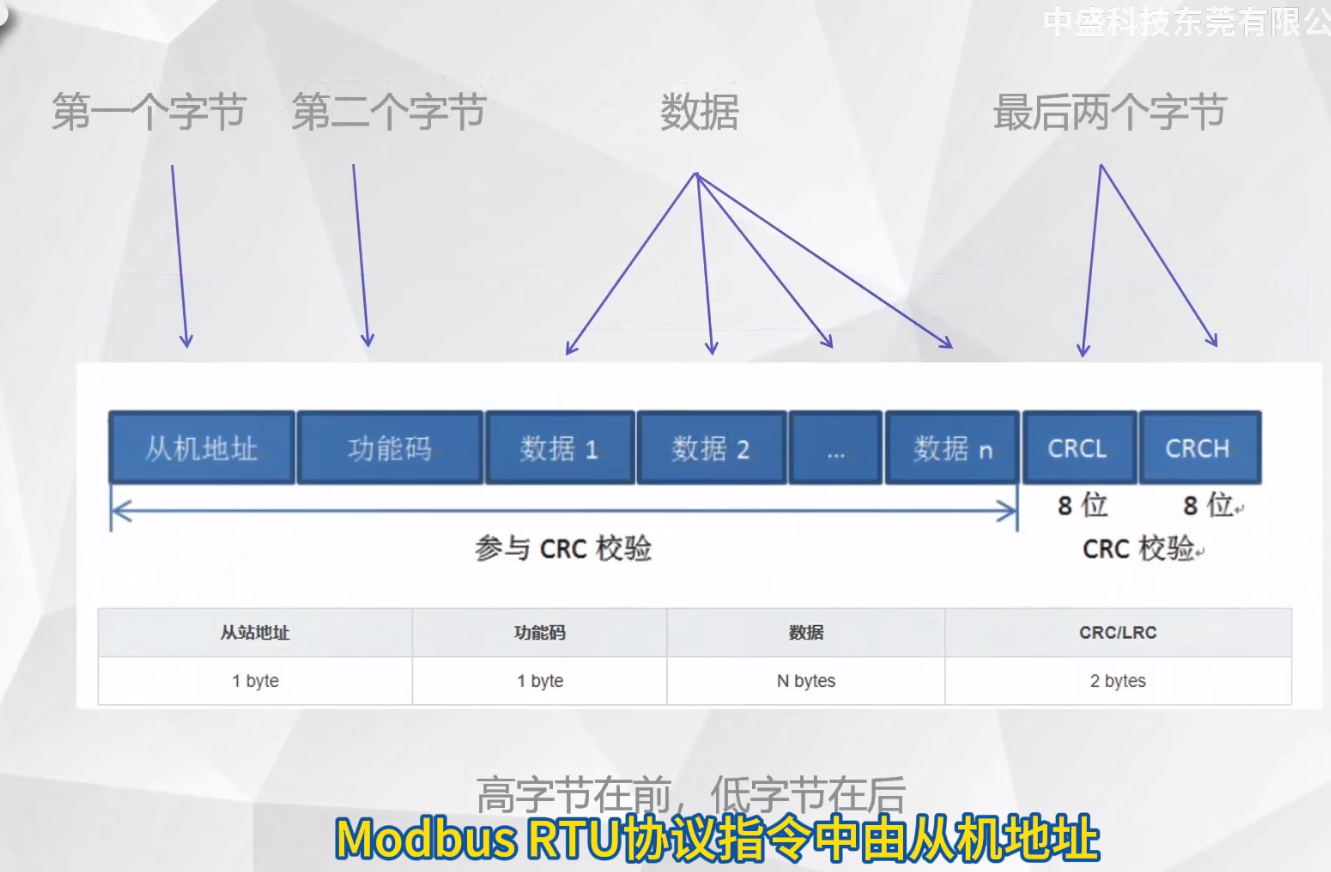 中盛科技东莞有限公
第一个字节 第二个字节 数据 最后两个字节
从机地址 功能码 数据 1 数据 2 ... 数据 n CRCL CRCH
8 位 8 位
参与 CRC 校验 CRC 校验
从站地址 功能码 数据 CRC/LRC
1 byte 1 byte N bytes 2 bytes
高字节在前，低字节在后
Modbus RTU协议指令中由从机地址